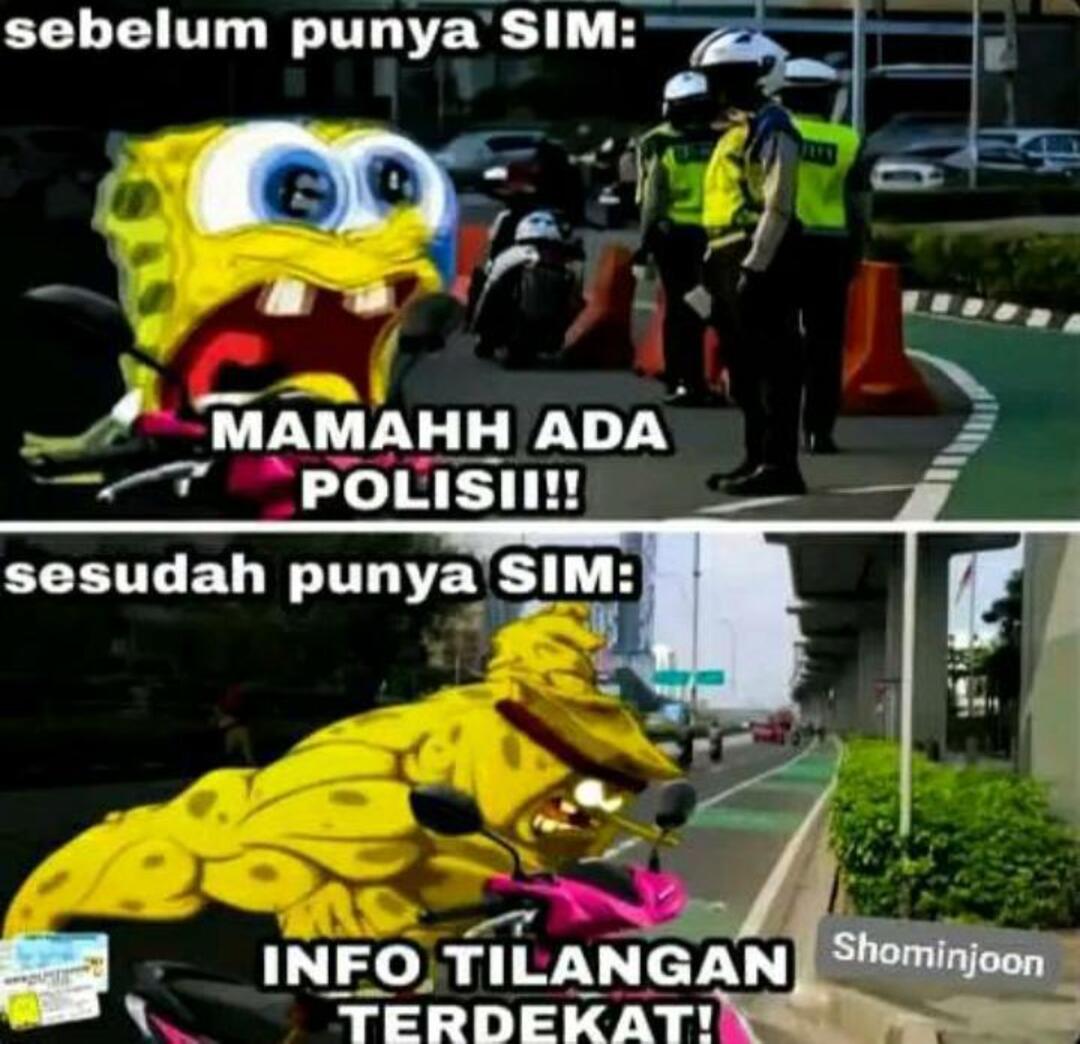 sebelum punya SIM:
MAMAHH ADA
POLISII!!
sesudah punya SIM:
INFO TILANGAN
TERDEKAT!
Shominjoon